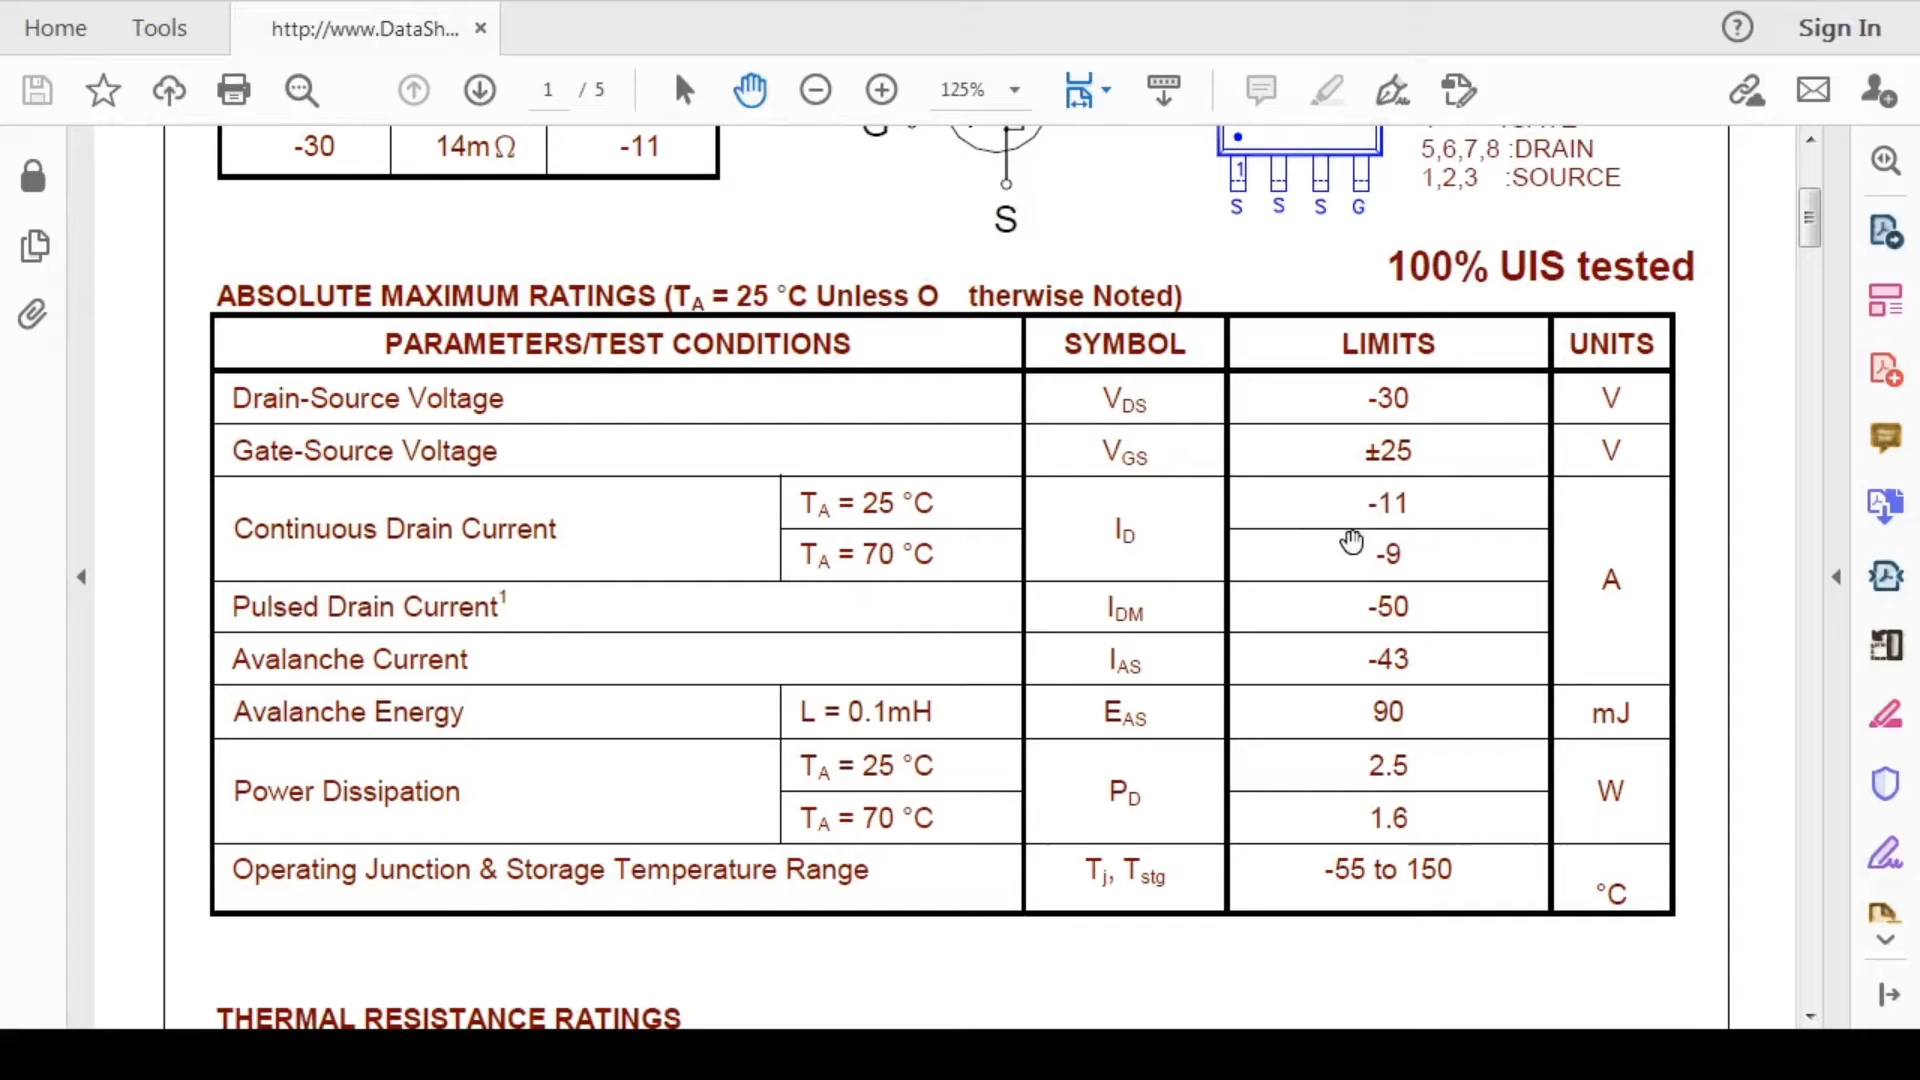 Home Tools http://www.DataSh... × ? Sign In
1 / 5 125%
-30 14mΩ -11
5,6,7,8 :DRAIN
1,2,3 :SOURCE
1
S S S G
S
100% UIS tested
ABSOLUTE MAXIMUM RATINGS (TA = 25 °C Unless O therwise Noted)
PARAMETERS/TEST CONDITIONS SYMBOL LIMITS UNITS
Drain-Source Voltage VDS -30 V
Gate-Source Voltage VGS ±25 V
Continuous Drain Current TA = 25 °C ID -11 A
TA = 70 °C -9
Pulsed Drain Current1 IDM -50
Avalanche Current IAS -43
Avalanche Energy L = 0.1mH EAS 90 mJ
Power Dissipation TA = 25 °C PD 2.5 W
TA = 70 °C 1.6
Operating Junction & Storage Temperature Range Tj, Tstg -55 to 150 °C
THERMAL RESISTANCE RATINGS